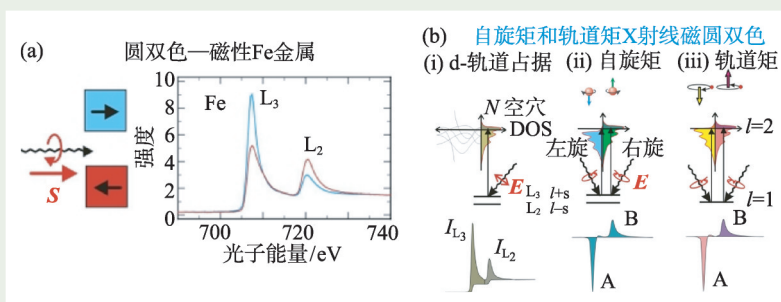 (a)
圆双色—磁性Fe金属
S
Fe
L3
L2
强度
10
8
6
4
2
0
700
720
740
光子能量/eV
(b)
自旋矩和轨道矩X射线磁圆双色
(i) d-轨道占据
(ii) 自旋矩
(iii) 轨道矩
N 空穴
DOS
E
L3 l+s
L2 l−s
IL3
IL2
左旋
右旋
E
B
A
l=2
l=1
B
A